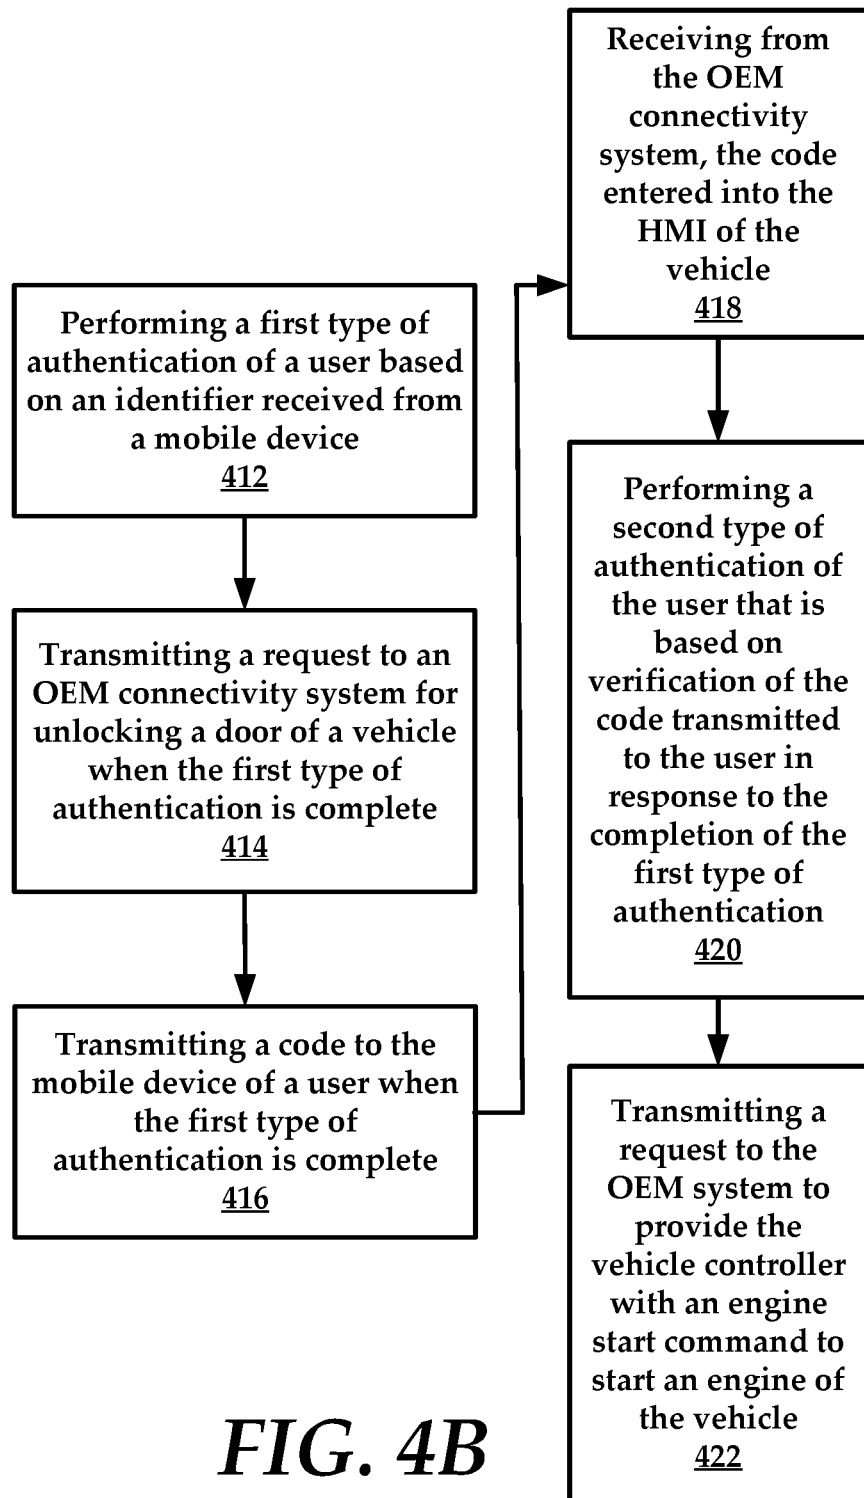 Performing a first type of
authentication of a user based
on an identifier received from
a mobile device
412
Transmitting a request to an
OEM connectivity system for
unlocking a door of a vehicle
when the first type of
authentication is complete
414
Transmitting a code to the
mobile device of a user when
the first type of
authentication is complete
416
Receiving from
the OEM
connectivity
system, the code
entered into the
HMI of the
vehicle
418
Performing a
second type of
authentication of
the user that is
based on
verification of the
code transmitted
to the user in
response to the
completion of the
first type of
authentication
420
Transmitting a
request to the
OEM system to
provide the
vehicle controller
with an engine
start command to
start an engine of
the vehicle
422
FIG. 4B